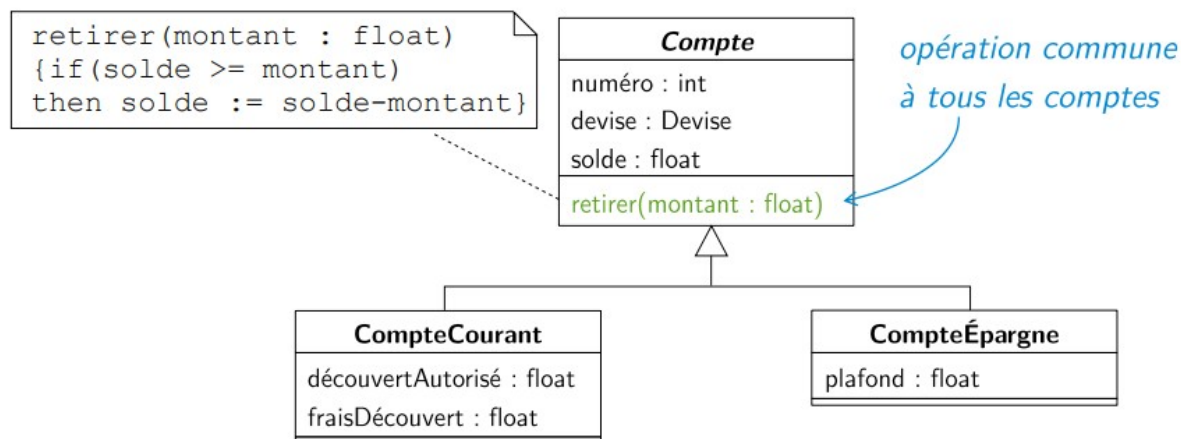 retirer(montant : float)
{if(solde >= montant)
then solde := solde-montant}
Compte
numéro : int
devise : Devise
solde : float
retirer(montant : float)
opération commune
à tous les comptes
CompteCourant
découvertAutorisé : float
fraisDécouvert : float
CompteÉpargne
plafond : float